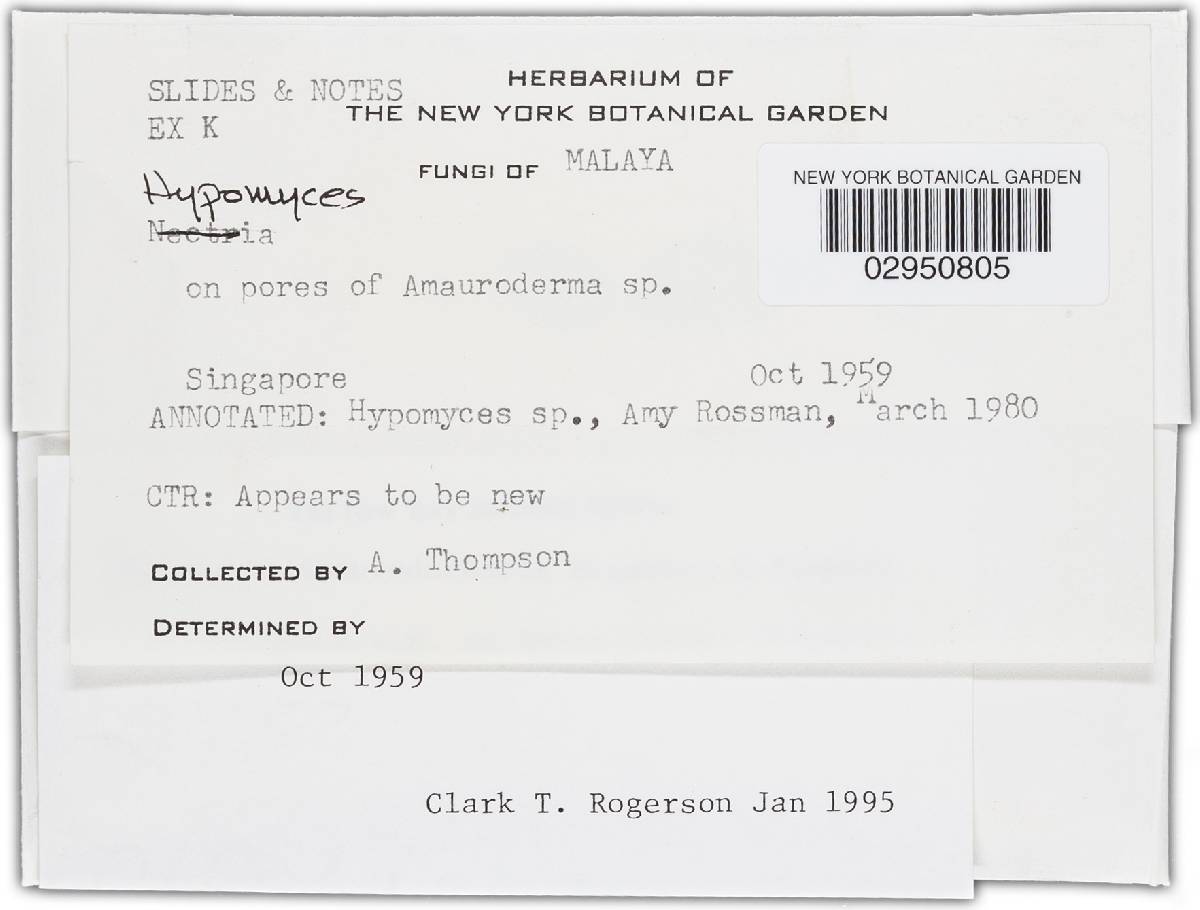 SLIDES & NOTES
EX K
HERBARIUM OF
THE NEW YORK BOTANICAL GARDEN
FUNGI OF MALAYA
Hypomyces
Nectria
NEW YORK BOTANICAL GARDEN
02950805
on pores of Amauroderma sp.
Singapore Oct 1959
ANNOTATED: Hypomyces sp., Amy Rossman, March 1980
CTR: Appears to be new
COLLECTED BY A. Thompson
DETERMINED BY
Oct 1959
Clark T. Rogerson Jan 1995